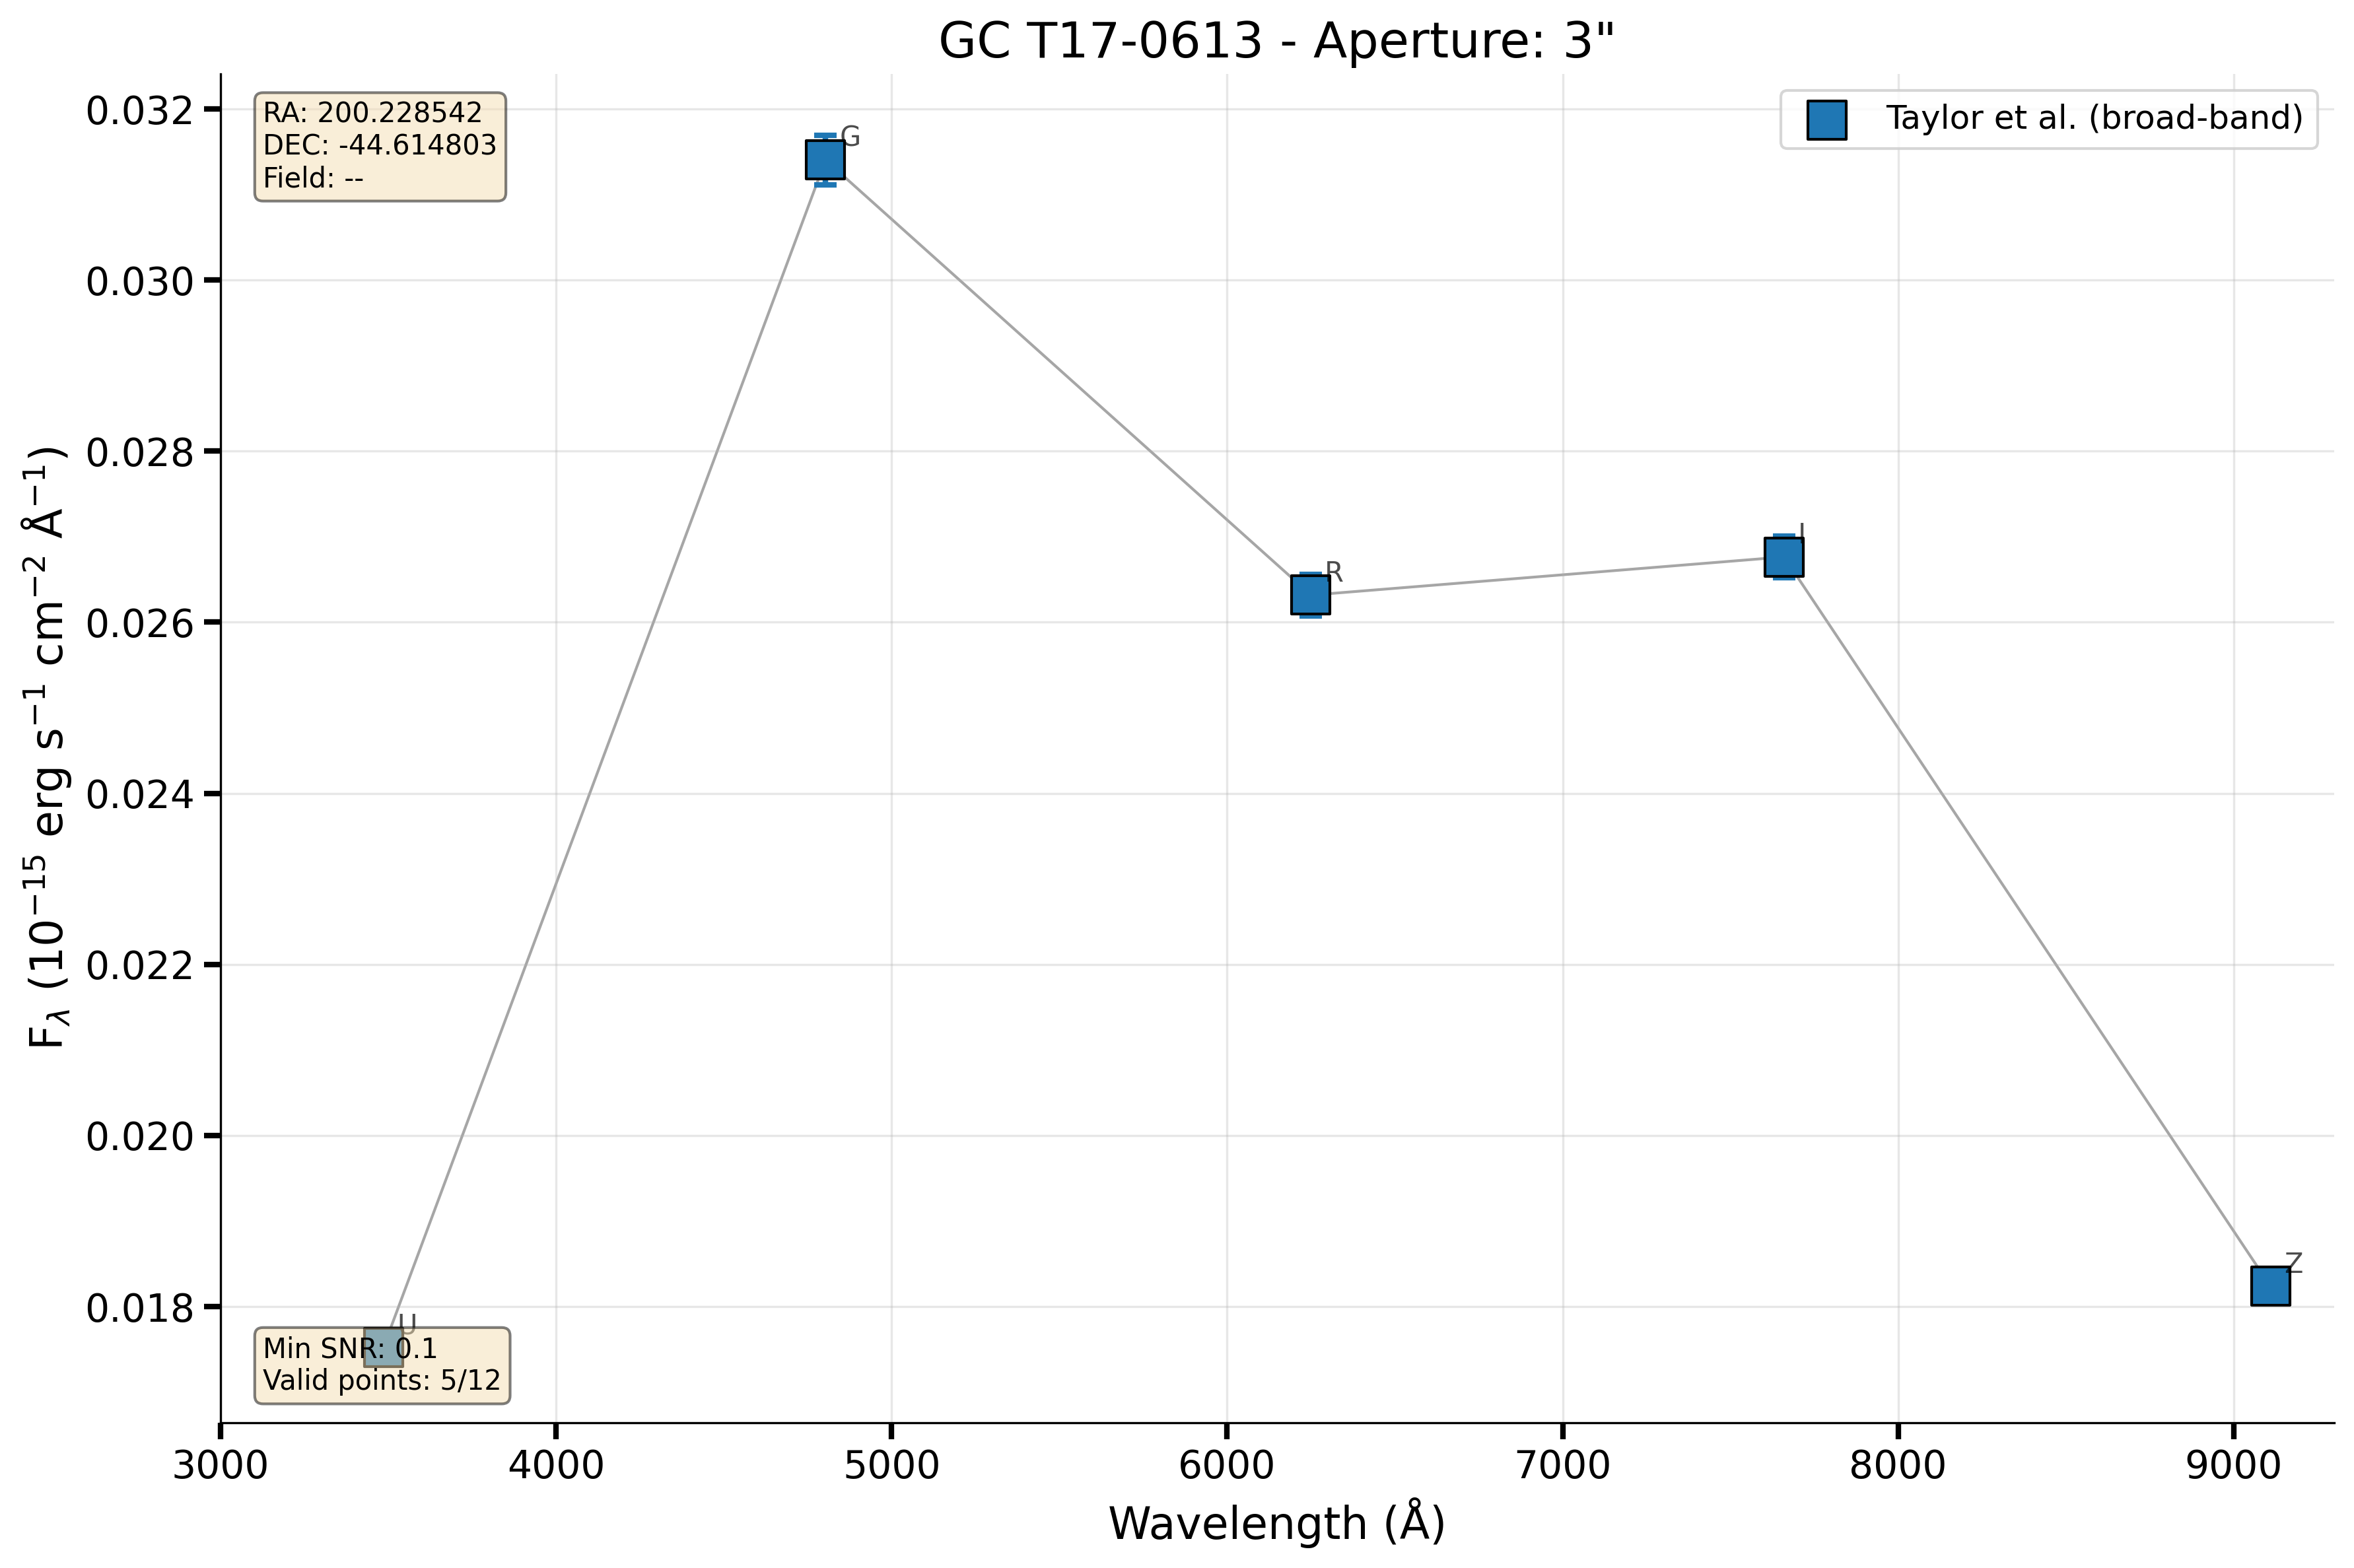 GC T17-0613 - Aperture: 3"
RA: 200.228542
DEC: -44.614803
Field: --
Taylor et al. (broad-band)
G
R
I
Z
U
Min SNR: 0.1
Valid points: 5/12
0.032
0.030
0.028
0.026
0.024
0.022
0.020
0.018
F_λ (10⁻¹⁵ erg s⁻¹ cm⁻² Å⁻¹)
3000 4000 5000 6000 7000 8000 9000
Wavelength (Å)